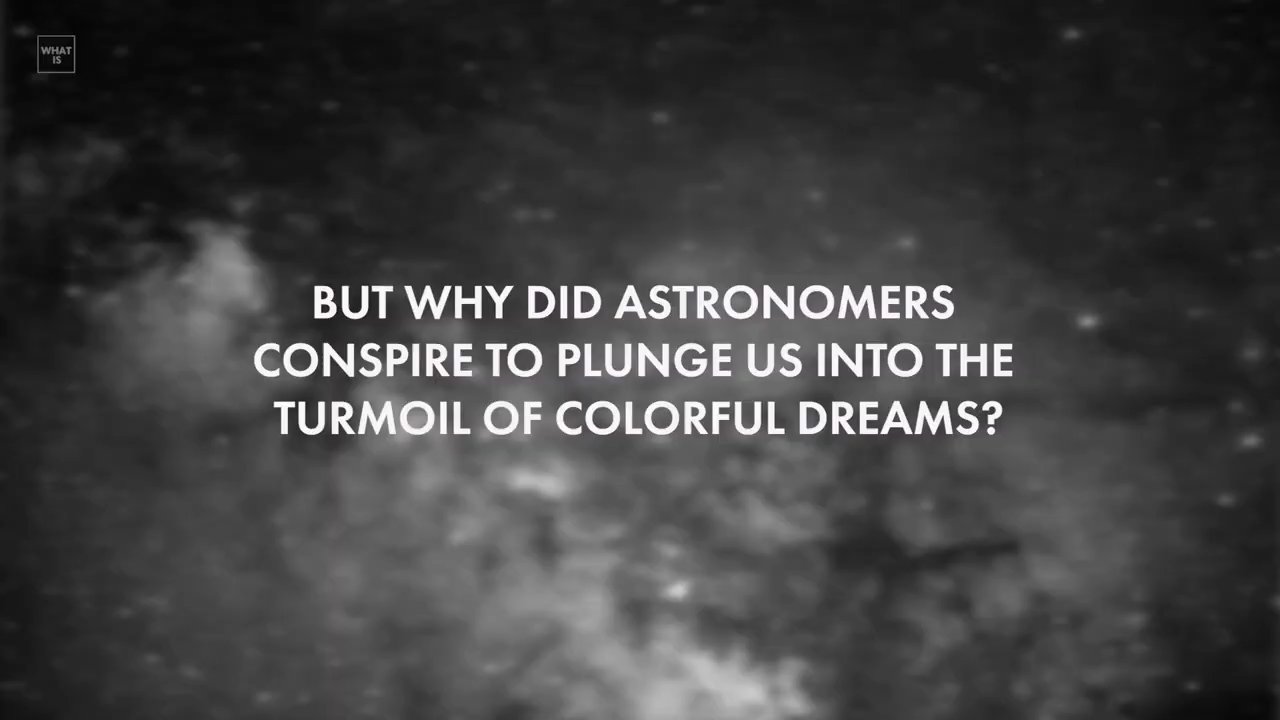 WHAT
IS
BUT WHY DID ASTRONOMERS
CONSPIRE TO PLUNGE US INTO THE
TURMOIL OF COLORFUL DREAMS?